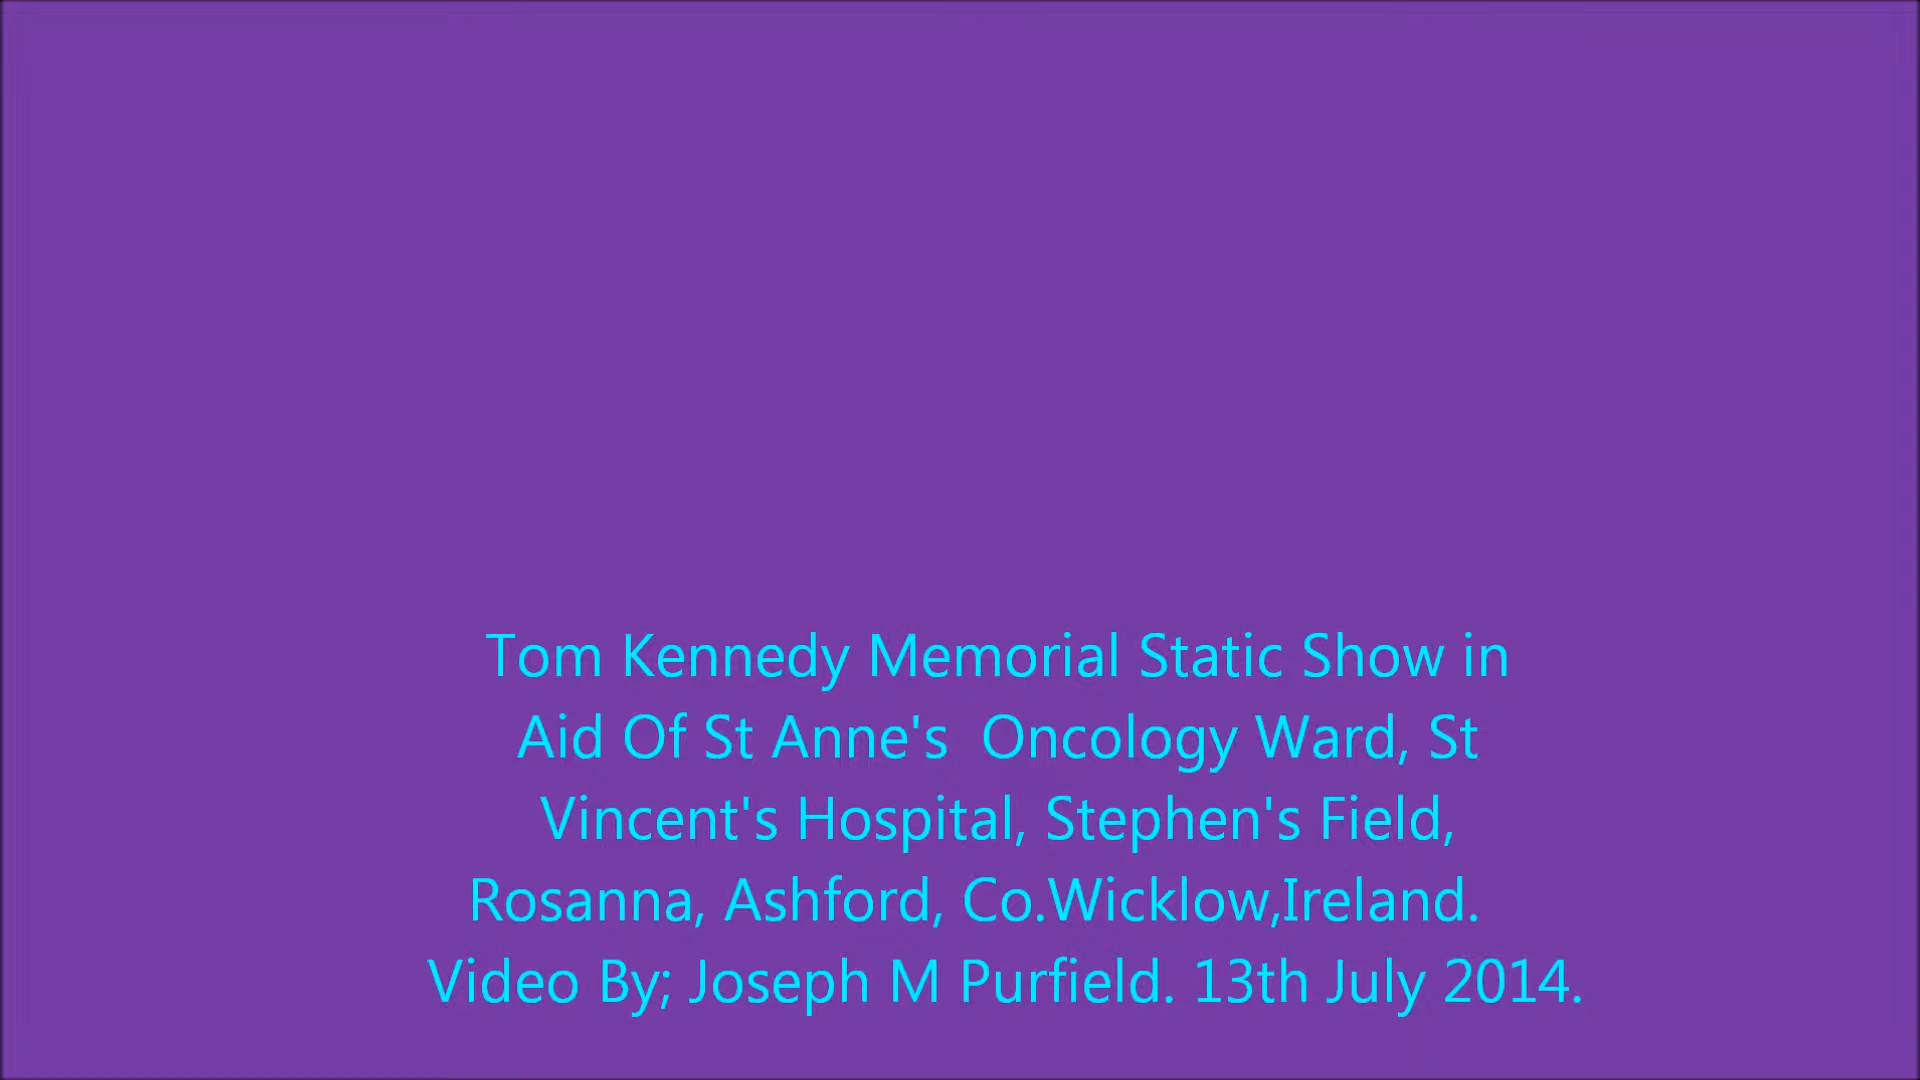 Tom Kennedy Memorial Static Show in
Aid Of St Anne's  Oncology Ward, St
Vincent's Hospital, Stephen's Field,
Rosanna, Ashford, Co.Wicklow,Ireland.
Video By; Joseph M Purfield. 13th July 2014.